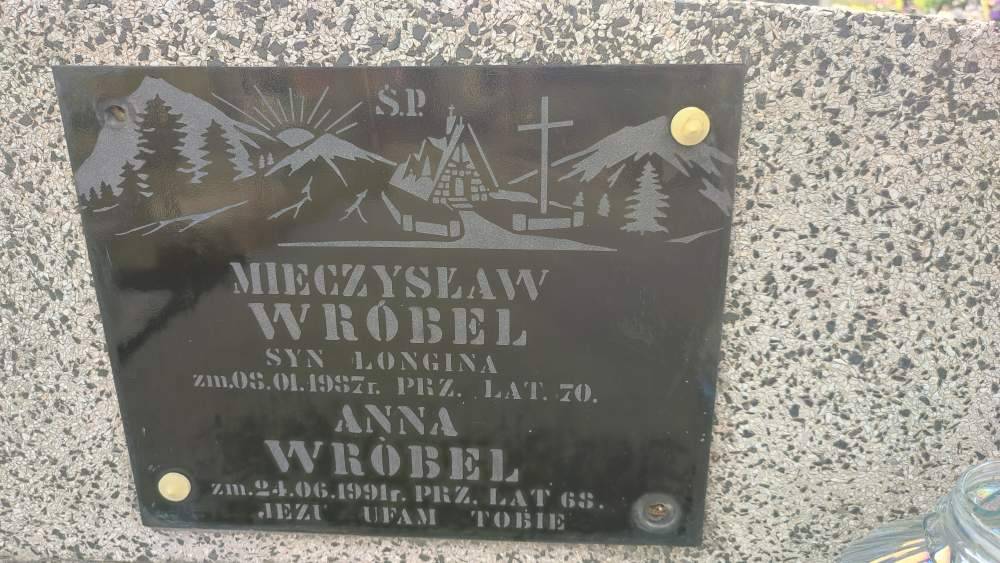 Ś.P.
MIECZYSŁAW
WRÓBEL
SYN ŁONGINA
zm.08.01.1987r. PRZ. LAT. 70.
ANNA
WRÓBEL
zm.24.06.1991r. PRZ. LAT 68.
JEZU UFAM TOBIE